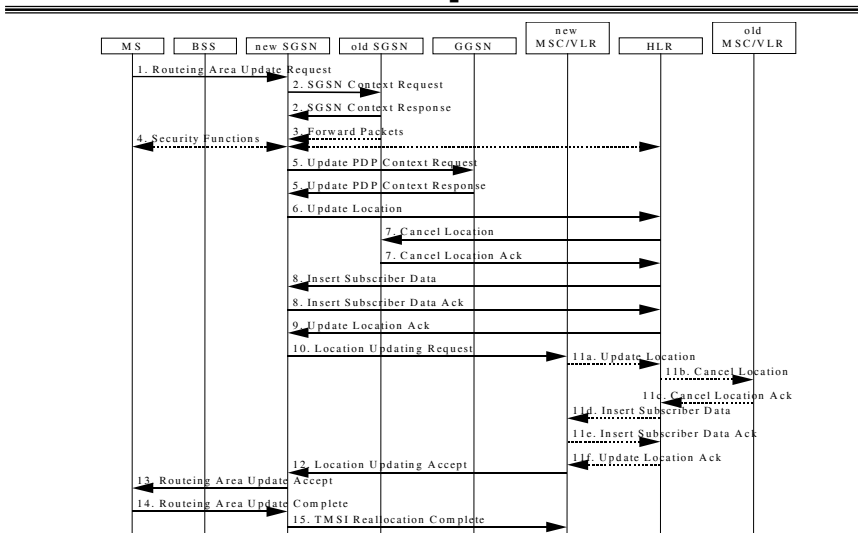 MS
BSS
new SGSN
old SGSN
GGSN
new
MSC/VLR
HLR
old
MSC/VLR
1. Routeing Area Update Request
2. SGSN Context Request
2. SGSN Context Response
3. Forward Packets
4. Security Functions
5. Update PDP Context Request
5. Update PDP Context Response
6. Update Location
7. Cancel Location
7. Cancel Location Ack
8. Insert Subscriber Data
8. Insert Subscriber Data Ack
9. Update Location Ack
10. Location Updating Request
11a. Update Location
11b. Cancel Location
11c. Cancel Location Ack
11d. Insert Subscriber Data
11e. Insert Subscriber Data Ack
11f. Update Location Ack
12. Location Updating Accept
13. Routeing Area Update Accept
14. Routeing Area Update Complete
15. TMSI Reallocation Complete